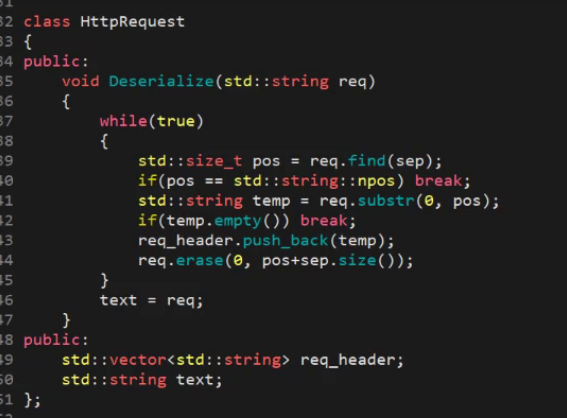 32 class HttpRequest
33 {
34 public:
35     void Deserialize(std::string req)
36     {
37         while(true)
38         {
39             std::size_t pos = req.find(sep);
40             if(pos == std::string::npos) break;
41             std::string temp = req.substr(0, pos);
42             if(temp.empty()) break;
43             req_header.push_back(temp);
44             req.erase(0, pos+sep.size());
45         }
46         text = req;
47     }
48 public:
49     std::vector<std::string> req_header;
50     std::string text;
51 };